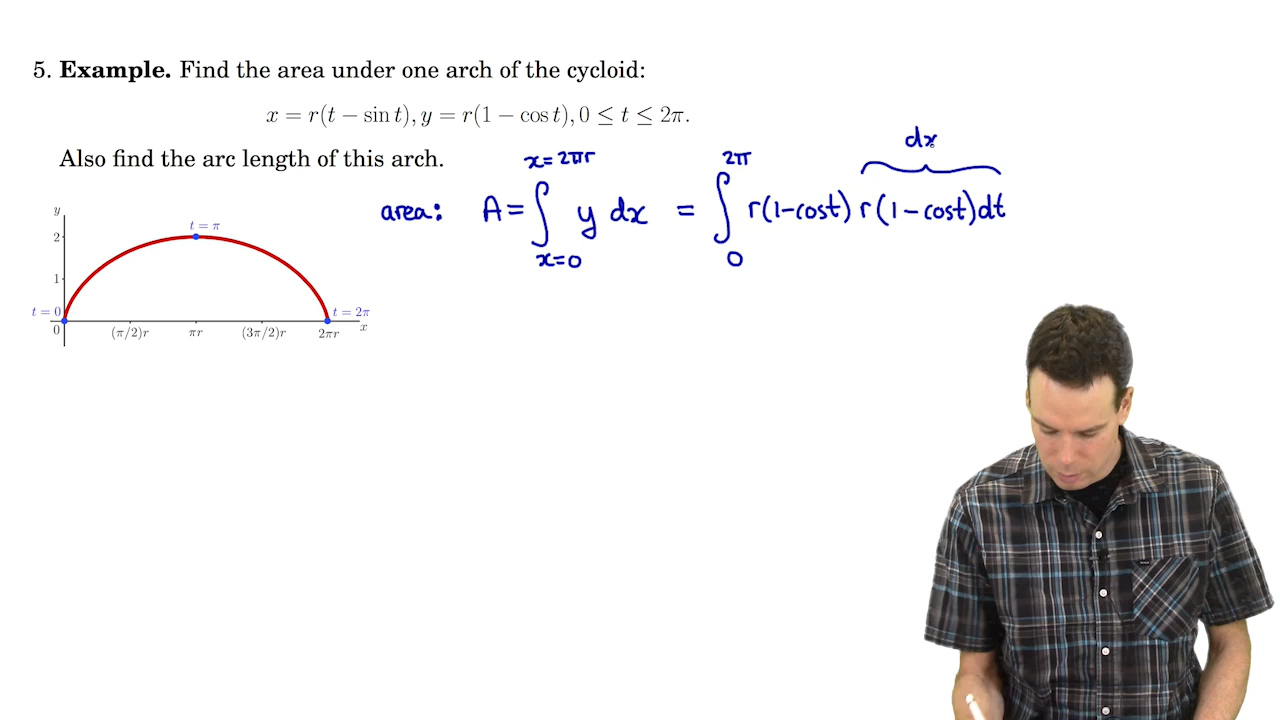 5. Example. Find the area under one arch of the cycloid:
x = r(t − sin t), y = r(1 − cos t), 0 ≤ t ≤ 2π.
Also find the arc length of this arch.
area: A = ∫_{x=0}^{x=2πr} y dx = ∫_{0}^{2π} r(1−cost) r(1−cost)dt
dx
y
2
1
0
t = 0
t = π
t = 2π
(π/2)r
πr
(3π/2)r
2πr
x